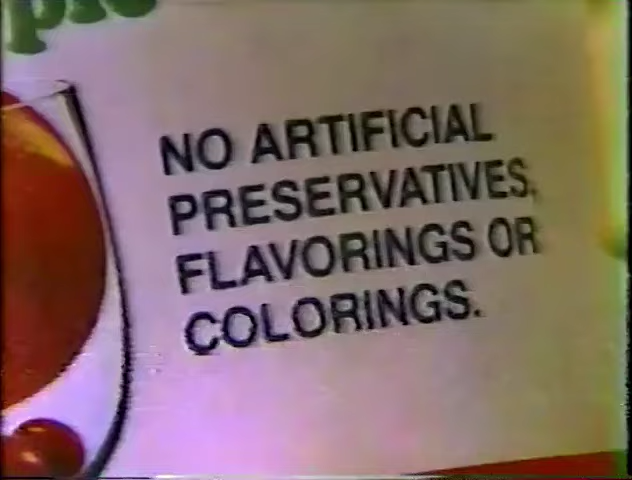 NO ARTIFICIAL
PRESERVATIVES,
FLAVORINGS OR
COLORINGS.